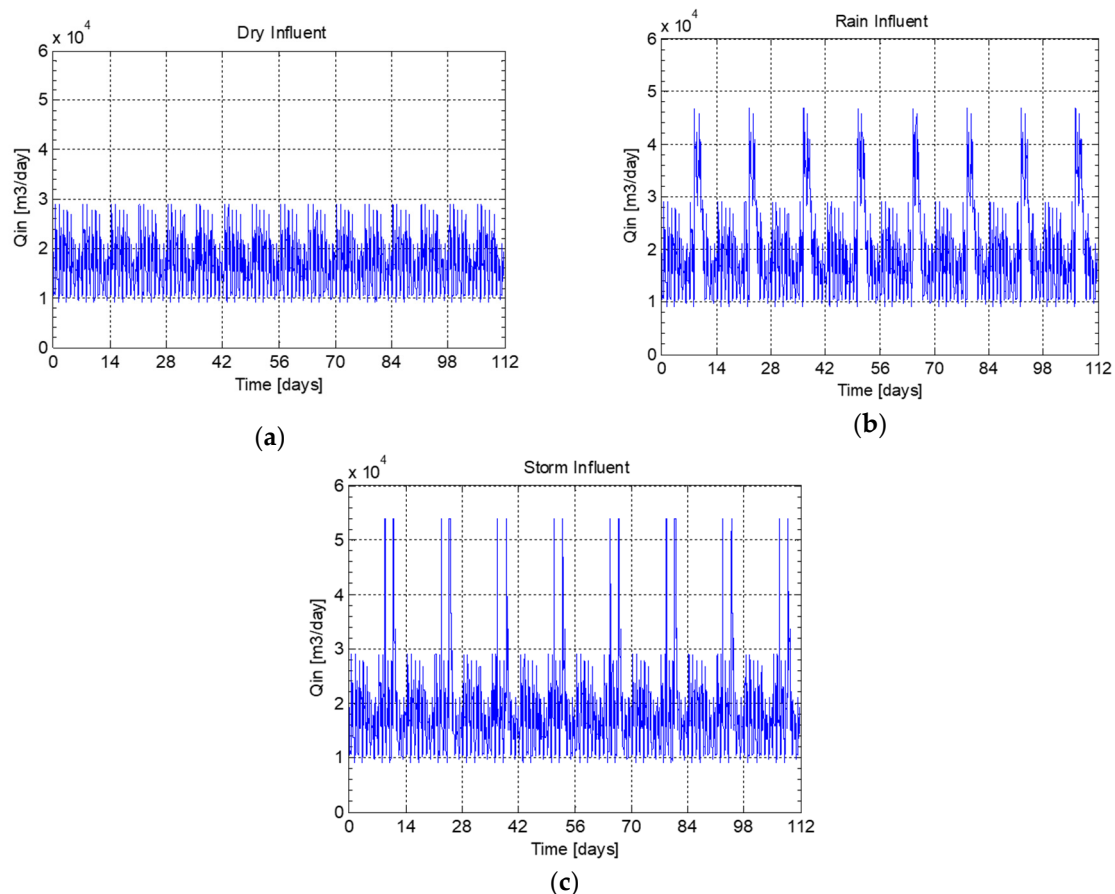 Dry Influent
x 10^4
6
5
4
3
2
1
0
Qin [m3/day]
0 14 28 42 56 70 84 98 112
Time [days]
(a)
Rain Influent
x 10^4
6
5
4
3
2
1
0
Qin [m3/day]
0 14 28 42 56 70 84 98 112
Time [days]
(b)
Storm Influent
x 10^4
6
5
4
3
2
1
0
Qin [m3/day]
0 14 28 42 56 70 84 98 112
Time [days]
(c)